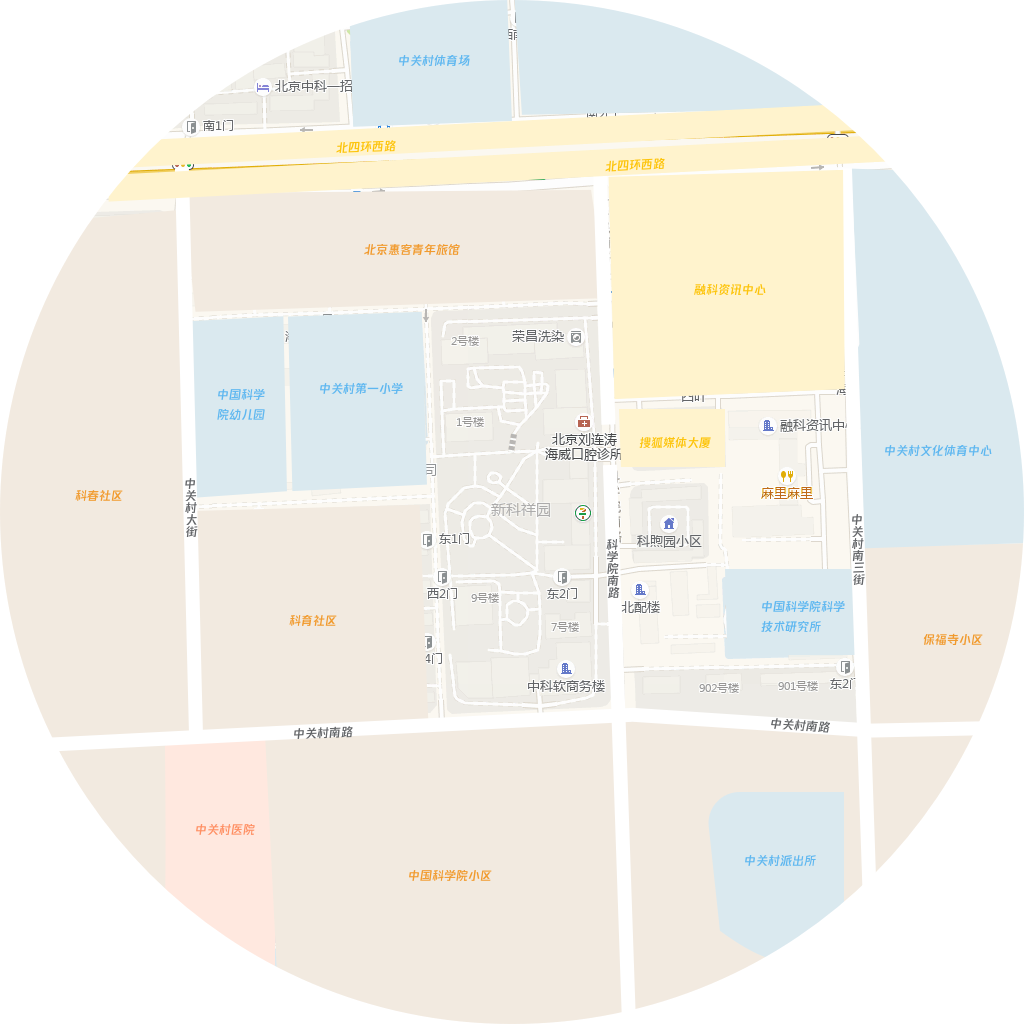 中关村体育场
北京中科一招
南1门
北四环西路
北四环西路
北京惠客青年旅馆
融科资讯中心
荣昌洗染
2号楼
中国科学
院幼儿园
中关村第一小学
1号楼
北京刘连涛
海威口腔诊所
搜狐媒体大厦
融科资讯中
中关村文化体育中心
司
科春社区
中关村大街
麻里麻里
新科祥园
东1门
科煦园小区
科学院南路
中关村南三街
西2门
9号楼
东2门
北配楼
中国科学院科学
技术研究所
科育社区
7号楼
保福寺小区
4门
中科软商务楼
902号楼
901号楼
东2门
中关村南路
中关村南路
中关村医院
中国科学院小区
中关村派出所